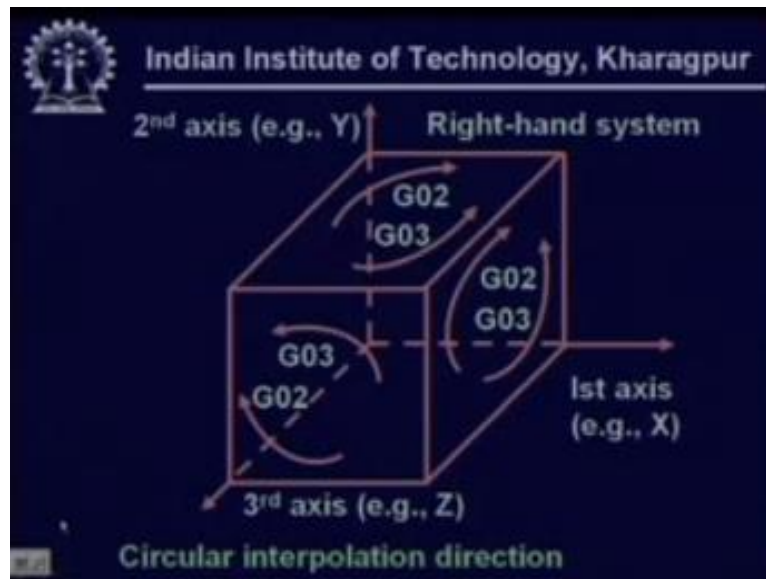 Indian Institute of Technology, Kharagpur
2nd axis (e.g., Y)
Right-hand system
G02
G03
G02
G03
G03
G02
Ist axis
(e.g., X)
3rd axis (e.g., Z)
Circular interpolation direction